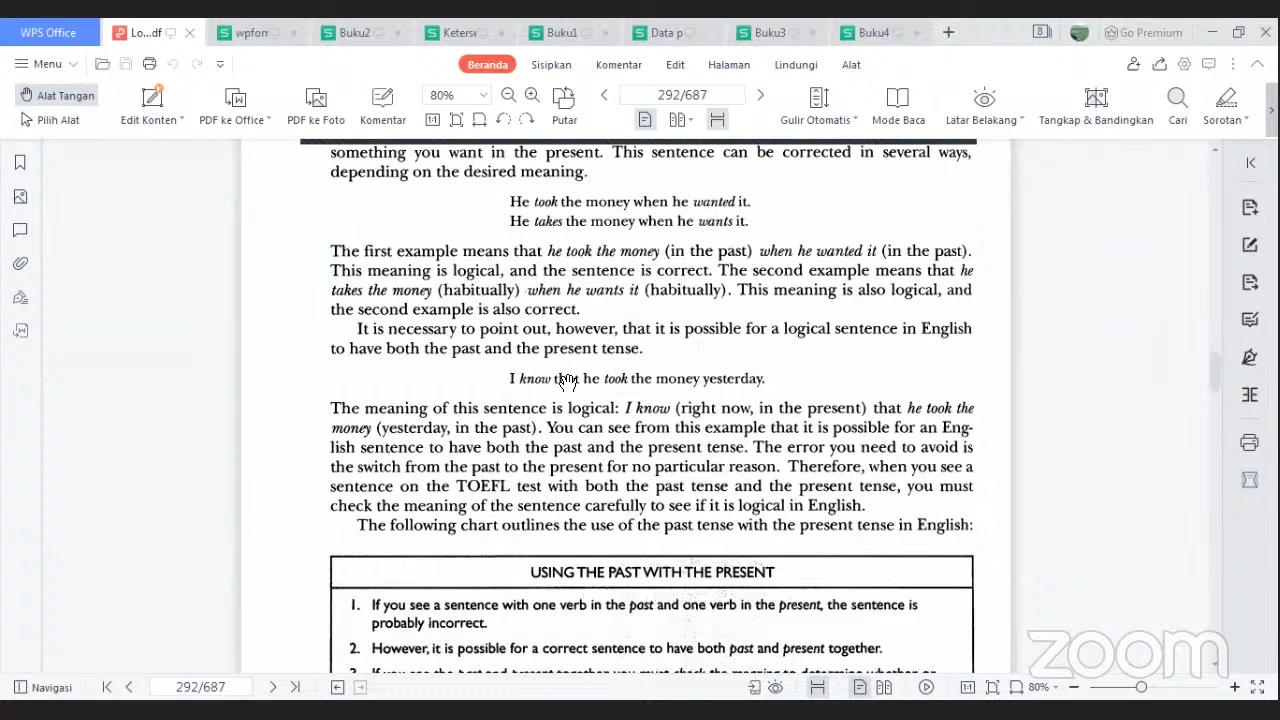 WPS Office
Lo...df
wpforr
Buku2
Keterse
Buku1
Data p
Buku3
Buku4
Go Premium
Menu
Beranda
Sisipkan
Komentar
Edit
Halaman
Lindungi
Alat
Alat Tangan
Pilih Alat
Edit Konten
PDF ke Office
PDF ke Foto
Komentar
80%
Putar
292/687
Gulir Otomatis
Mode Baca
Latar Belakang
Tangkap & Bandingkan
Cari
Sorotan
something you want in the present. This sentence can be corrected in several ways,
depending on the desired meaning.
He took the money when he wanted it.
He takes the money when he wants it.
The first example means that he took the money (in the past) when he wanted it (in the past).
This meaning is logical, and the sentence is correct. The second example means that he
takes the money (habitually) when he wants it (habitually). This meaning is also logical, and
the second example is also correct.
It is necessary to point out, however, that it is possible for a logical sentence in English
to have both the past and the present tense.
I know that he took the money yesterday.
The meaning of this sentence is logical: I know (right now, in the present) that he took the
money (yesterday, in the past). You can see from this example that it is possible for an Eng-
lish sentence to have both the past and the present tense. The error you need to avoid is
the switch from the past to the present for no particular reason. Therefore, when you see a
sentence on the TOEFL test with both the past tense and the present tense, you must
check the meaning of the sentence carefully to see if it is logical in English.
The following chart outlines the use of the past tense with the present tense in English:
USING THE PAST WITH THE PRESENT
1. If you see a sentence with one verb in the past and one verb in the present, the sentence is
probably incorrect.
2. However, it is possible for a correct sentence to have both past and present together.
zoom
Navigasi
292/687
80%